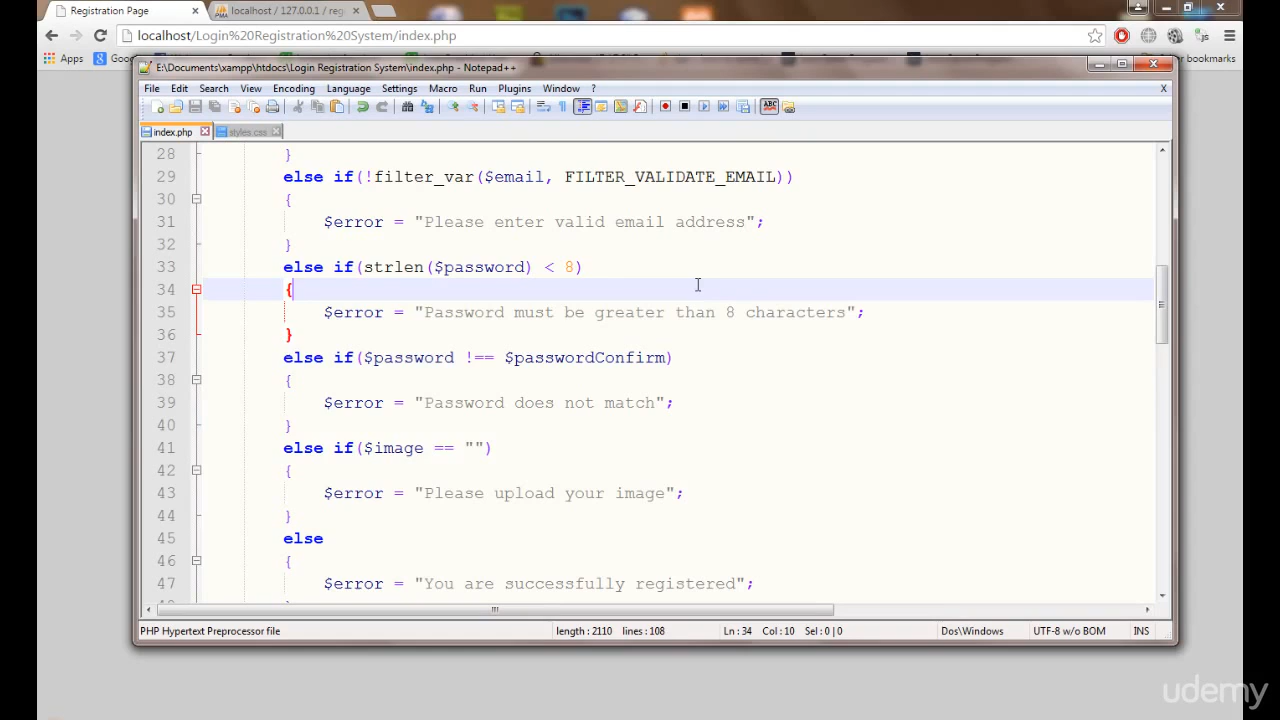 Registration Page
localhost / 127.0.0.1 / reg
localhost/Login%20Registration%20System/index.php
Apps
bookmarks
E:\Documents\xampp\htdocs\Login Registration System\index.php - Notepad++
File Edit Search View Encoding Language Settings Macro Run Plugins Window ? X
index.php styles.css
28 }
29 else if(!filter_var($email, FILTER_VALIDATE_EMAIL))
30 {
31 $error = "Please enter valid email address";
32 }
33 else if(strlen($password) < 8)
34 {
35 $error = "Password must be greater than 8 characters";
36 }
37 else if($password !== $passwordConfirm)
38 {
39 $error = "Password does not match";
40 }
41 else if($image == "")
42 {
43 $error = "Please upload your image";
44 }
45 else
46 {
47 $error = "You are successfully registered";
PHP Hypertext Preprocessor file length : 2110 lines : 108 Ln : 34 Col : 10 Sel : 0 | 0 Dos\Windows UTF-8 w/o BOM INS
udemy